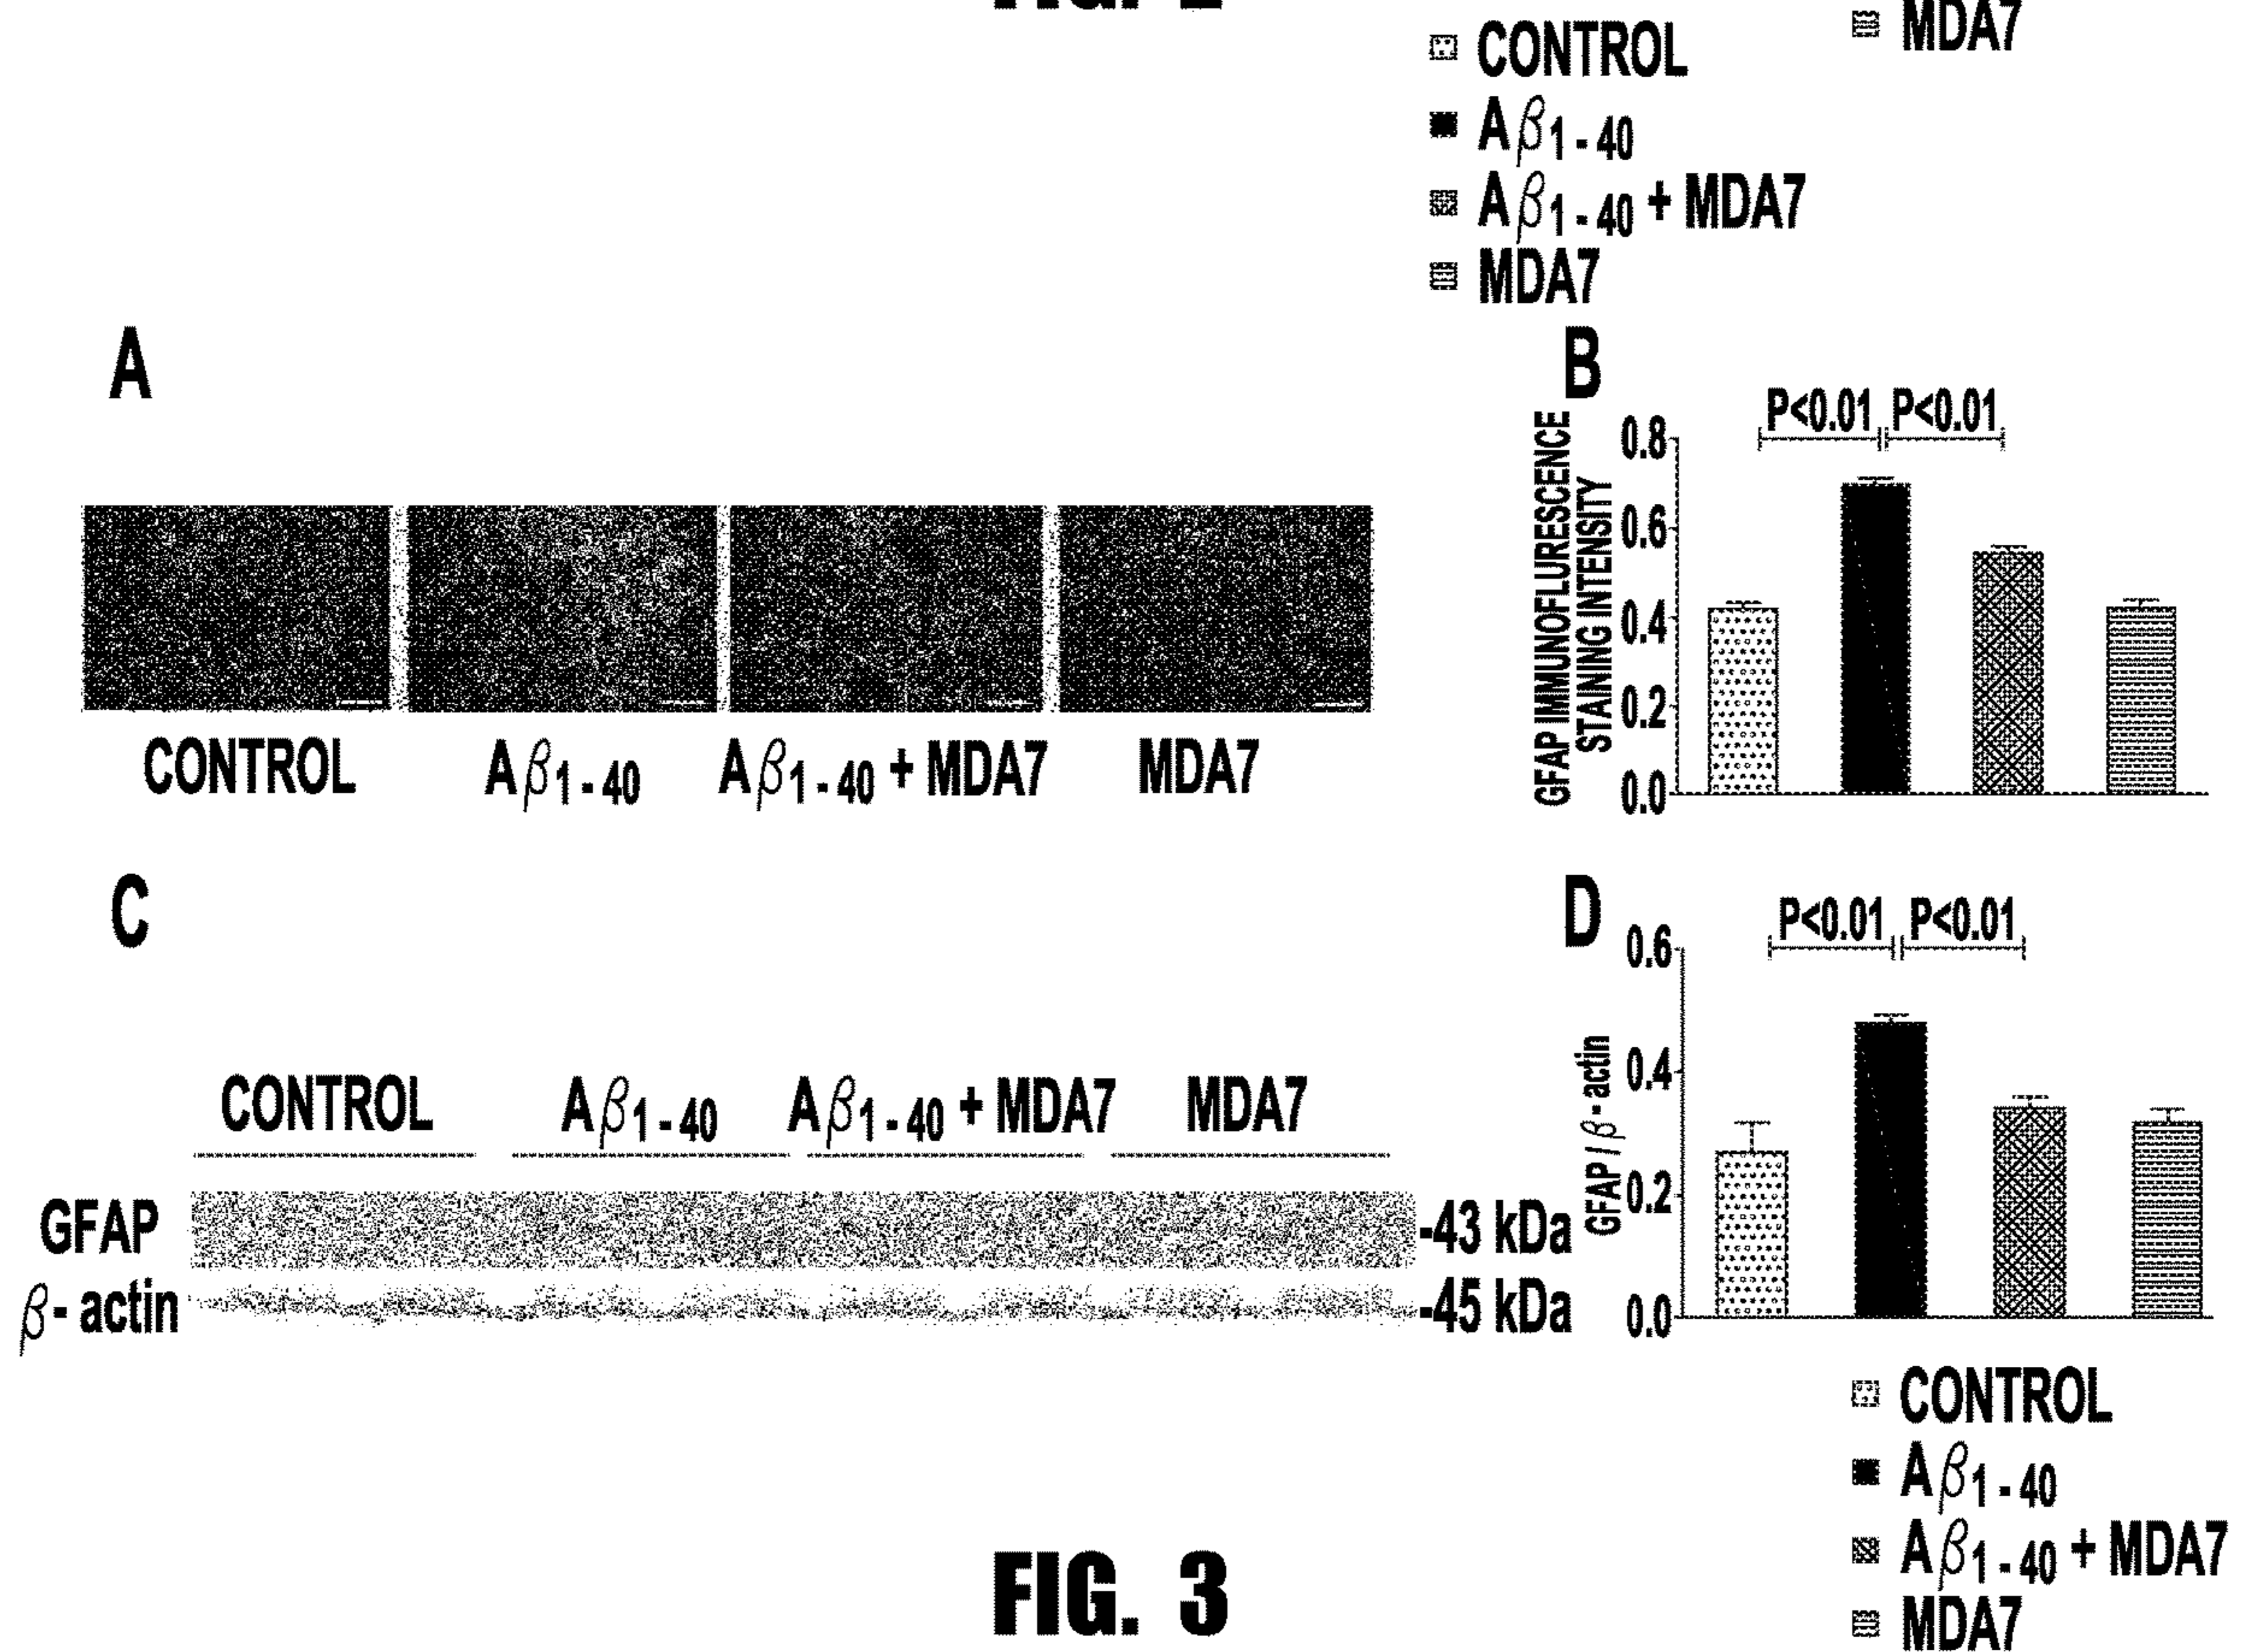 MDA7
CONTROL
Aβ1-40
Aβ1-40 + MDA7
MDA7
A
CONTROL
Aβ1-40
Aβ1-40 + MDA7
MDA7
B
P<0.01 P<0.01
GFAP IMMUNOFLURESCENCE
STAINING INTENSITY
0.8
0.6
0.4
0.2
0.0
C
CONTROL
Aβ1-40
Aβ1-40 + MDA7
MDA7
GFAP
-43 kDa
β-actin
-45 kDa
D
P<0.01 P<0.01
GFAP / β-actin
0.6
0.4
0.2
0.0
CONTROL
Aβ1-40
Aβ1-40 + MDA7
MDA7
FIG. 3